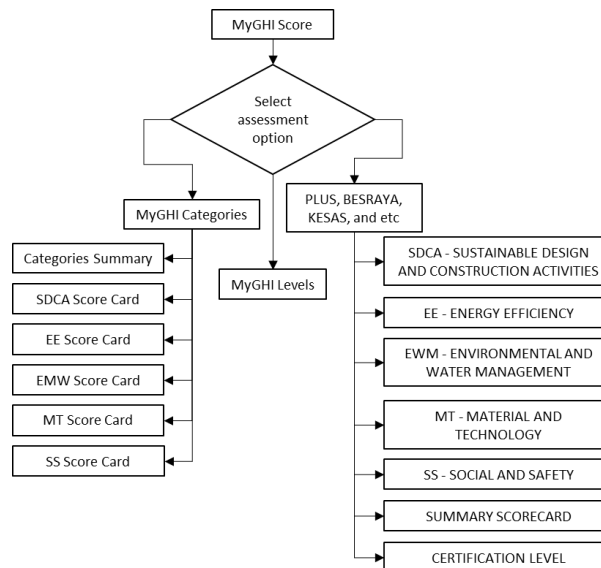 MyGHI Score
Select
assessment
option
MyGHI Categories
Categories Summary
SDCA Score Card
EE Score Card
EMW Score Card
MT Score Card
SS Score Card
MyGHI Levels
PLUS, BESRAYA,
KESAS, and etc
SDCA - SUSTAINABLE DESIGN
AND CONSTRUCTION ACTIVITIES
EE - ENERGY EFFICIENCY
EWM - ENVIRONMENTAL AND
WATER MANAGEMENT
MT - MATERIAL AND
TECHNOLOGY
SS - SOCIAL AND SAFETY
SUMMARY SCORECARD
CERTIFICATION LEVEL